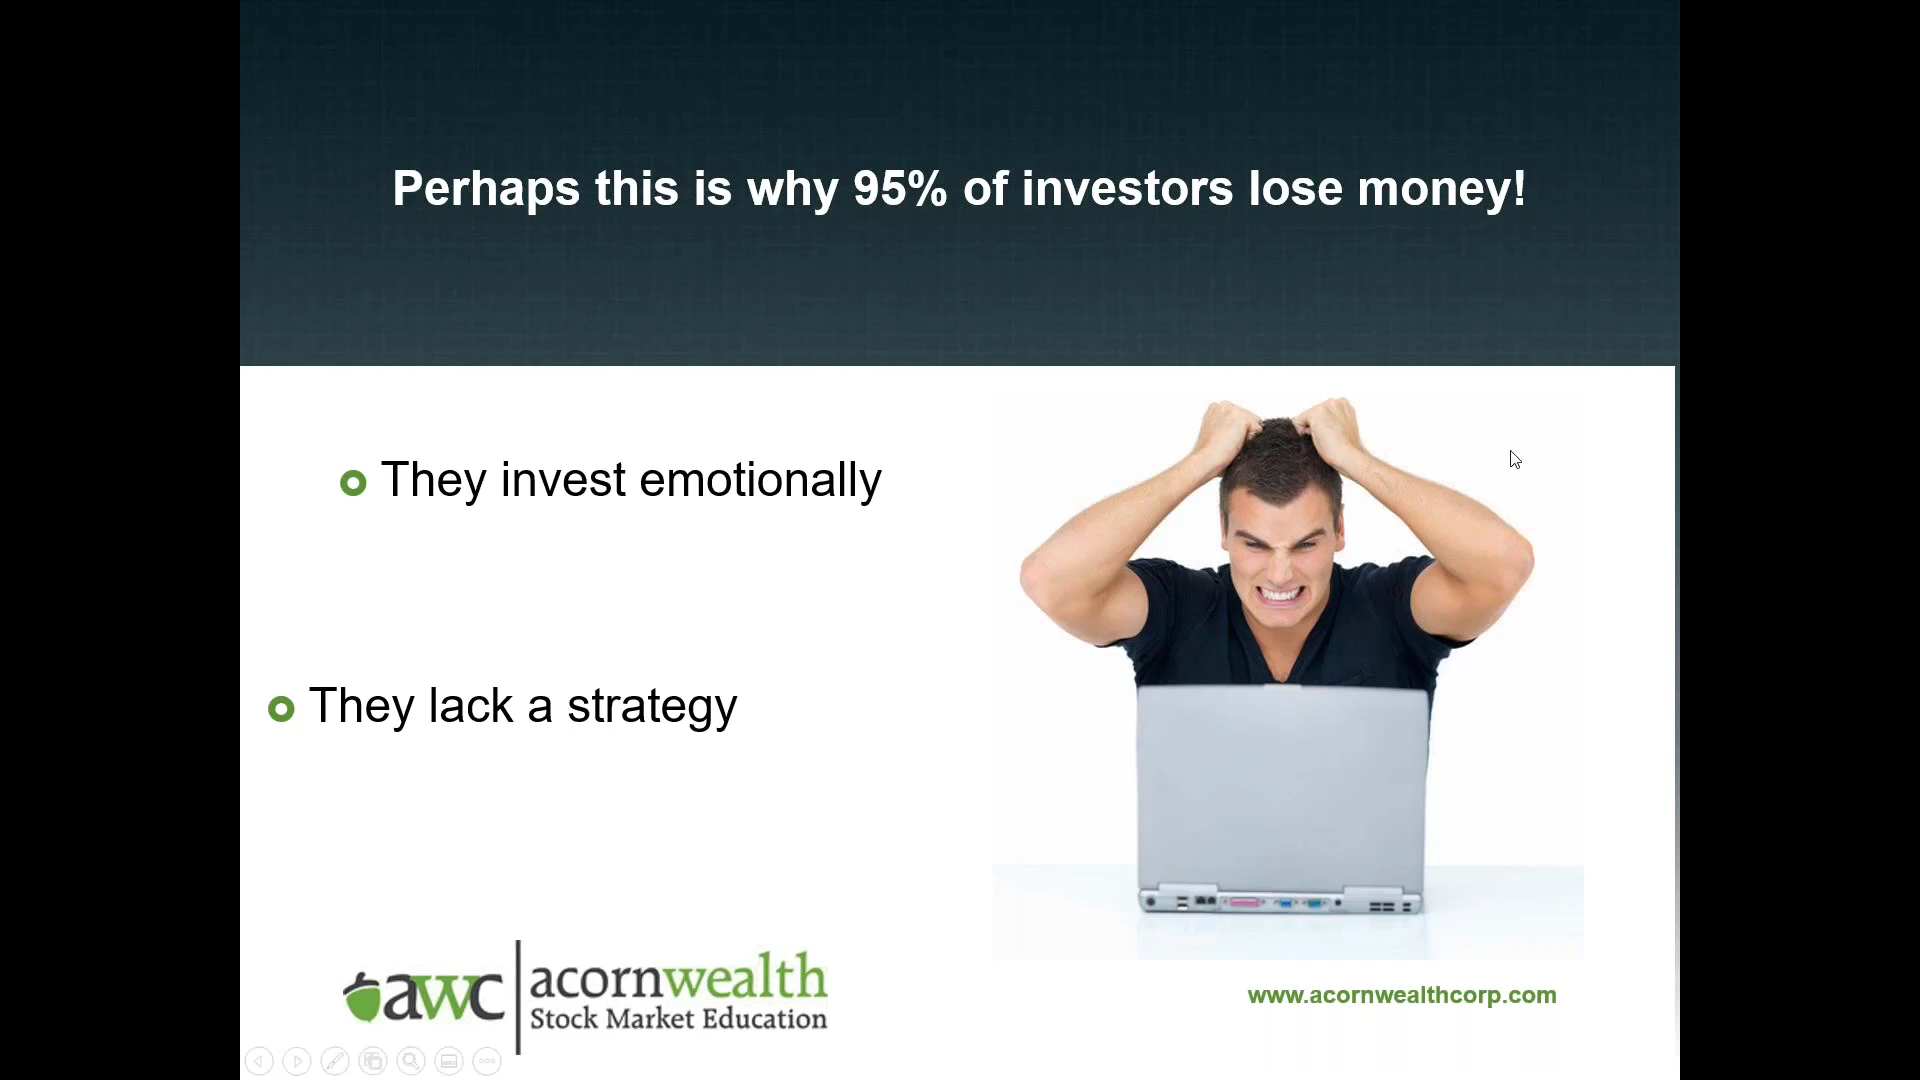 Perhaps this is why 95% of investors lose money!
They invest emotionally
They lack a strategy
awc
acornwealth
Stock Market Education
www.acornwealthcorp.com